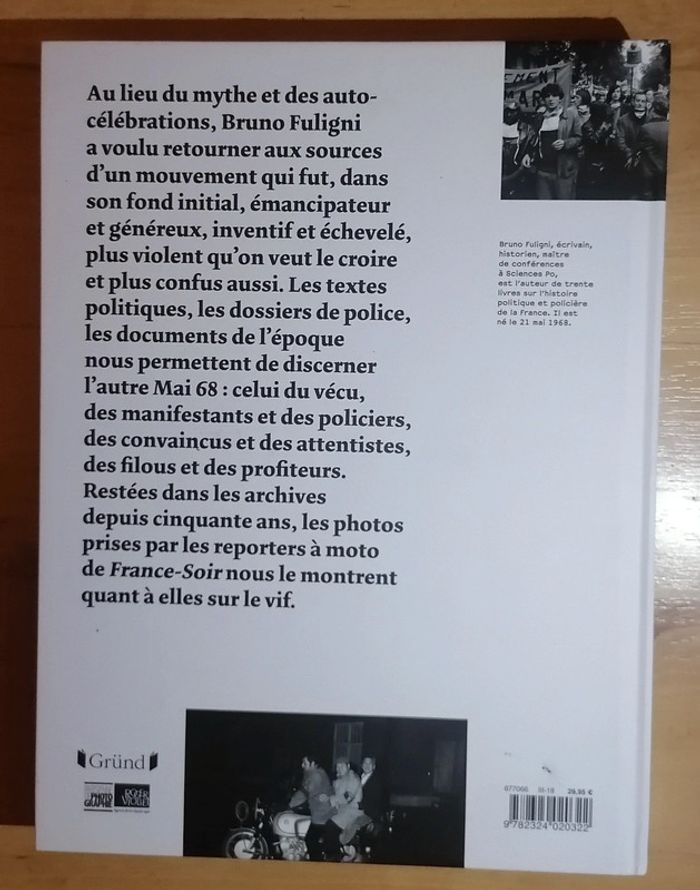 Au lieu du mythe et des auto-
célébrations, Bruno Fuligni
a voulu retourner aux sources
d'un mouvement qui fut, dans
son fond initial, émancipateur
et généreux, inventif et échevelé,
plus violent qu'on veut le croire
et plus confus aussi. Les textes
politiques, les dossiers de police,
les documents de l'époque
nous permettent de discerner
l'autre Mai 68 : celui du vécu,
des manifestants et des policiers,
des convaincus et des attentistes,
des filous et des profiteurs.
Restées dans les archives
depuis cinquante ans, les photos
prises par les reporters à moto
de France-Soir nous le montrent
quant à elles sur le vif.
Bruno Fuligni, écrivain,
historien, maître
de conférences
à Sciences Po,
est l'auteur de trente
livres sur l'histoire
politique et policière
de la France. Il est
né le 21 mai 1968.
Gründ
PHOTO
GRAPHIE
ROGER
VIOLLET
877066 III-18 29,95 €
9 782324 020322